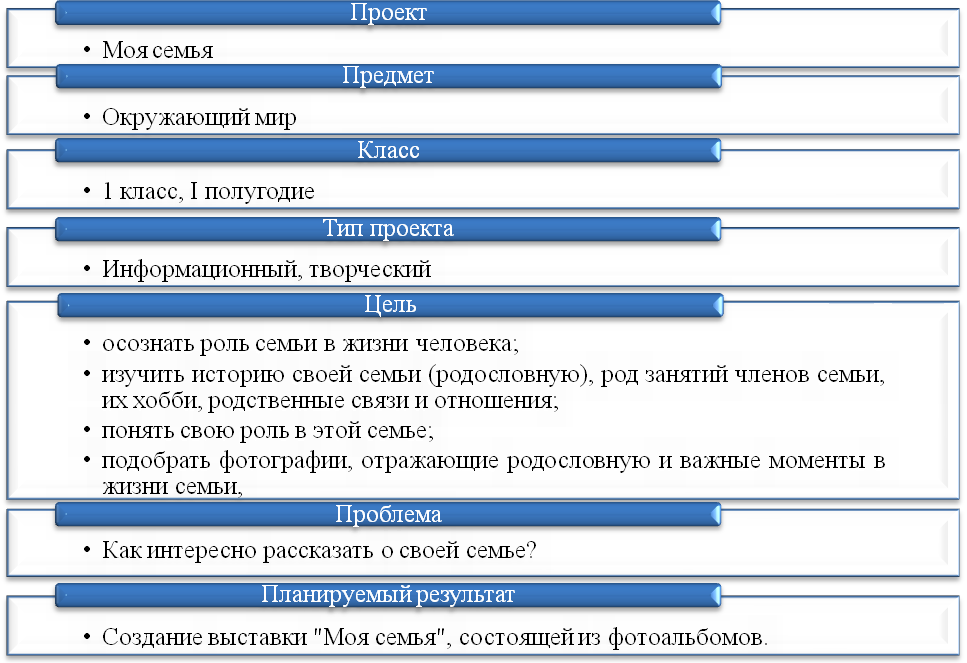 Проект
• Моя семья
Предмет
• Окружающий мир
Класс
• 1 класс, I полугодие
Тип проекта
• Информационный, творческий
Цель
• осознать роль семьи в жизни человека;
• изучить историю своей семьи (родословную), род занятий членов семьи,
их хобби, родственные связи и отношения;
• понять свою роль в этой семье;
• подобрать фотографии, отражающие родословную и важные моменты в
жизни семьи,
Проблема
• Как интересно рассказать о своей семье?
Планируемый результат
• Создание выставки "Моя семья", состоящей из фотоальбомов.